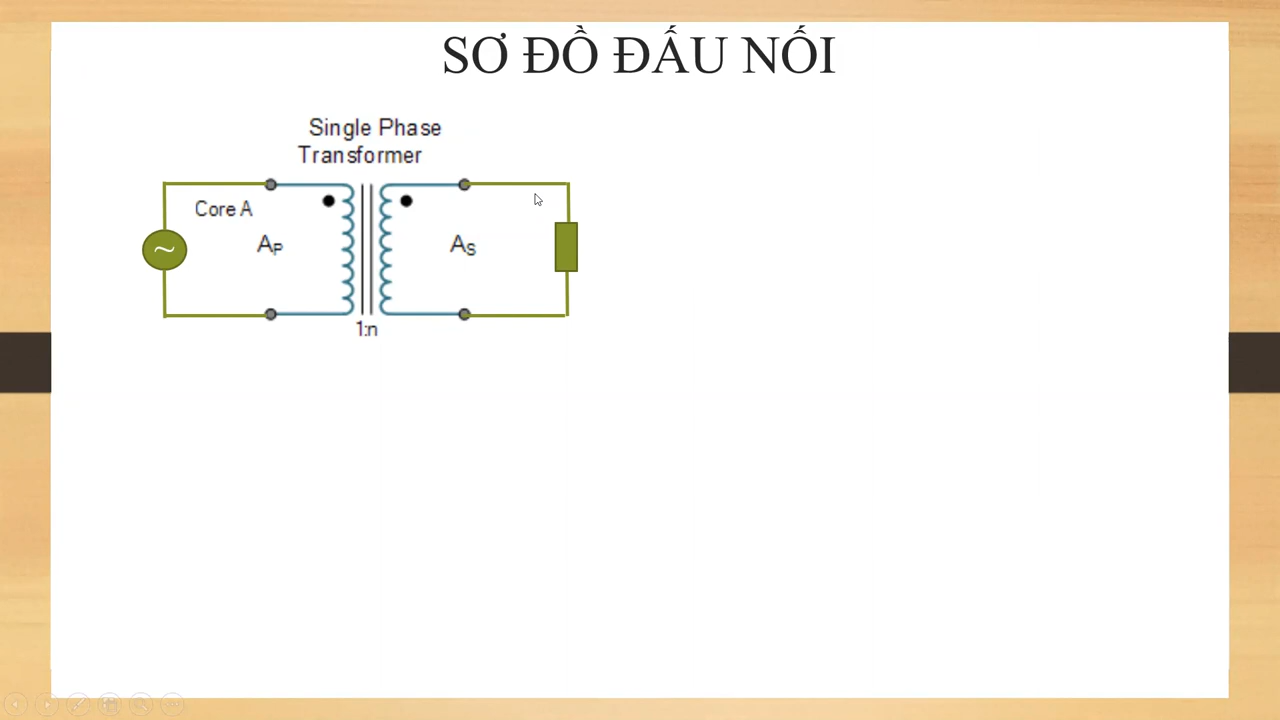 SƠ ĐỒ ĐẤU NỐI
Single Phase
Transformer
Core A
~
AP
AS
1:n